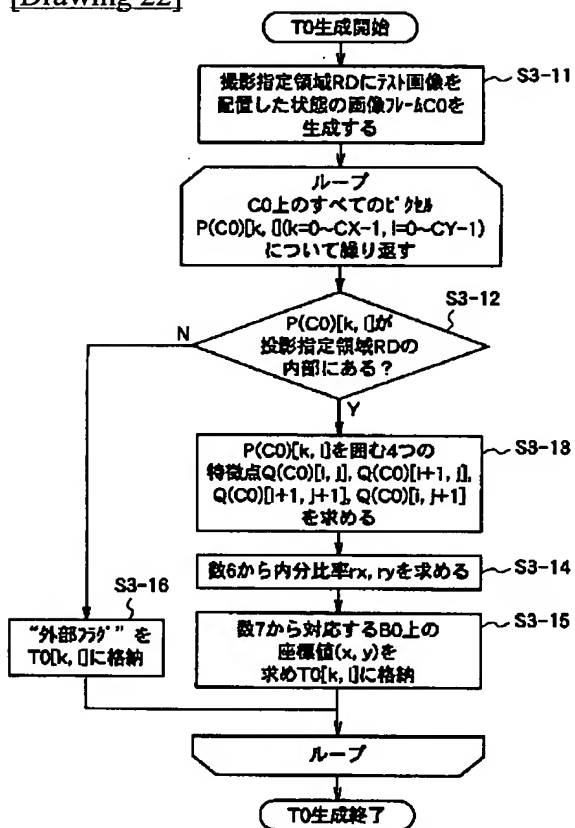 [Drawing 22]
T0生成開始
撮影指定領域RDにテスト画像を
配置した状態の画像フレームC0を
生成する
S3-11
ループ
C0上のすべてのピクセル
P(C0)[k, l](k=0~CX-1, l=0~CY-1)
について繰り返す
S3-12
P(C0)[k, l]が
投影指定領域RDの
内部にある?
N
Y
P(C0)[k, l]を囲む4つの
特徴点Q(C0)[i, j], Q(C0)[i+1, j],
Q(C0)[i+1, j+1], Q(C0)[i, j+1]
を求める
S3-13
数6から内分比率rx, ryを求める
S3-14
S3-16
“外部フラグ”を
T0[k, l]に格納
数7から対応するB0上の
座標値(x, y)を
求めT0[k, l]に格納
S3-15
ループ
T0生成終了